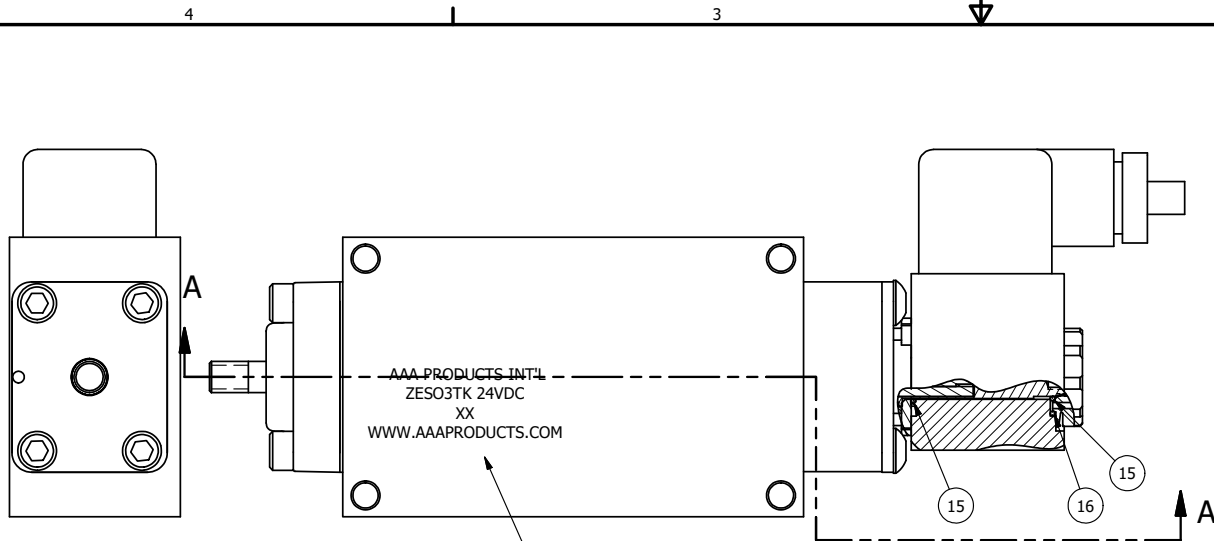 4 3
A
AAA PRODUCTS INT'L
ZESO3TK 24VDC
XX
WWW.AAAPRODUCTS.COM
15
15 16
A